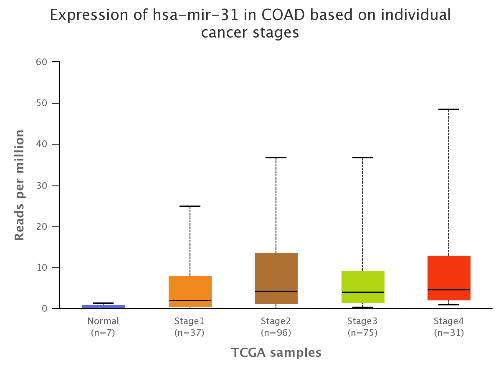 Expression of hsa-mir-31 in COAD based on individual
cancer stages
Reads per million
60
50
40
30
20
10
0
Normal
(n=7)
Stage1
(n=37)
Stage2
(n=96)
Stage3
(n=75)
Stage4
(n=31)
TCGA samples